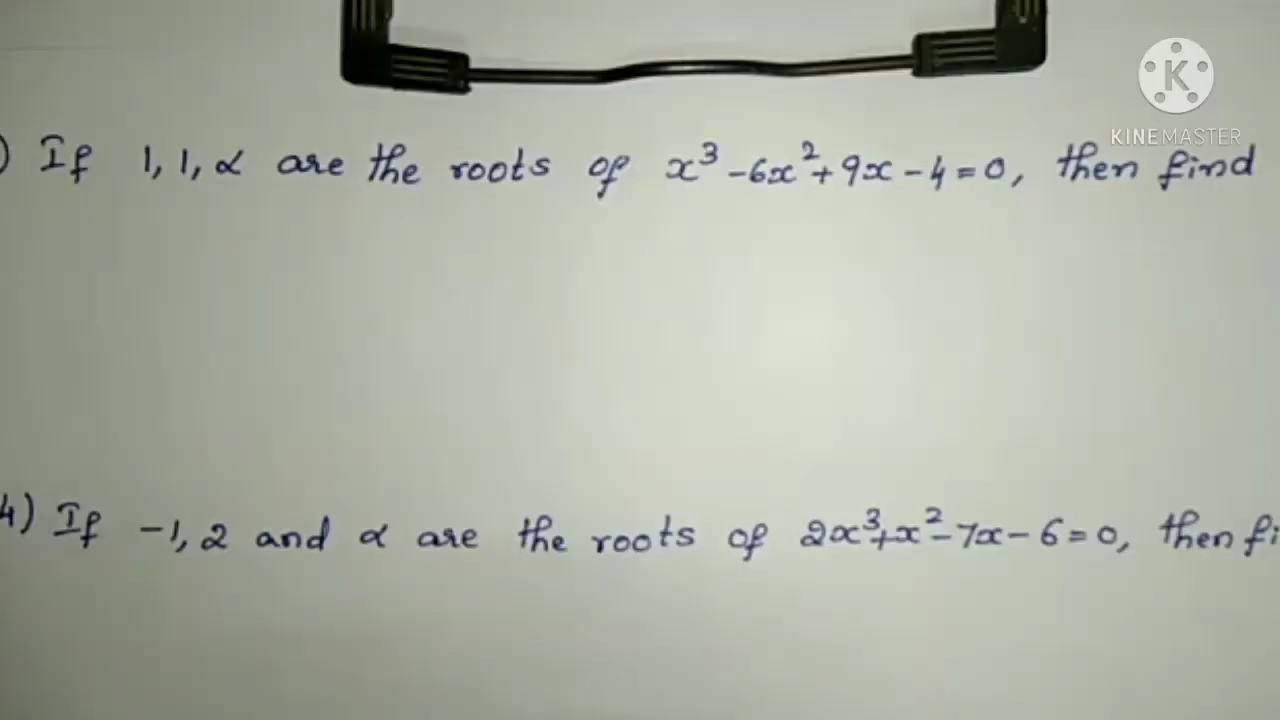 K
KINEMASTER
) If 1, 1, α are the roots of x³ - 6x² + 9x - 4 = 0, then find
4) If -1, 2 and α are the roots of 2x³ + x² - 7x - 6 = 0, then fi